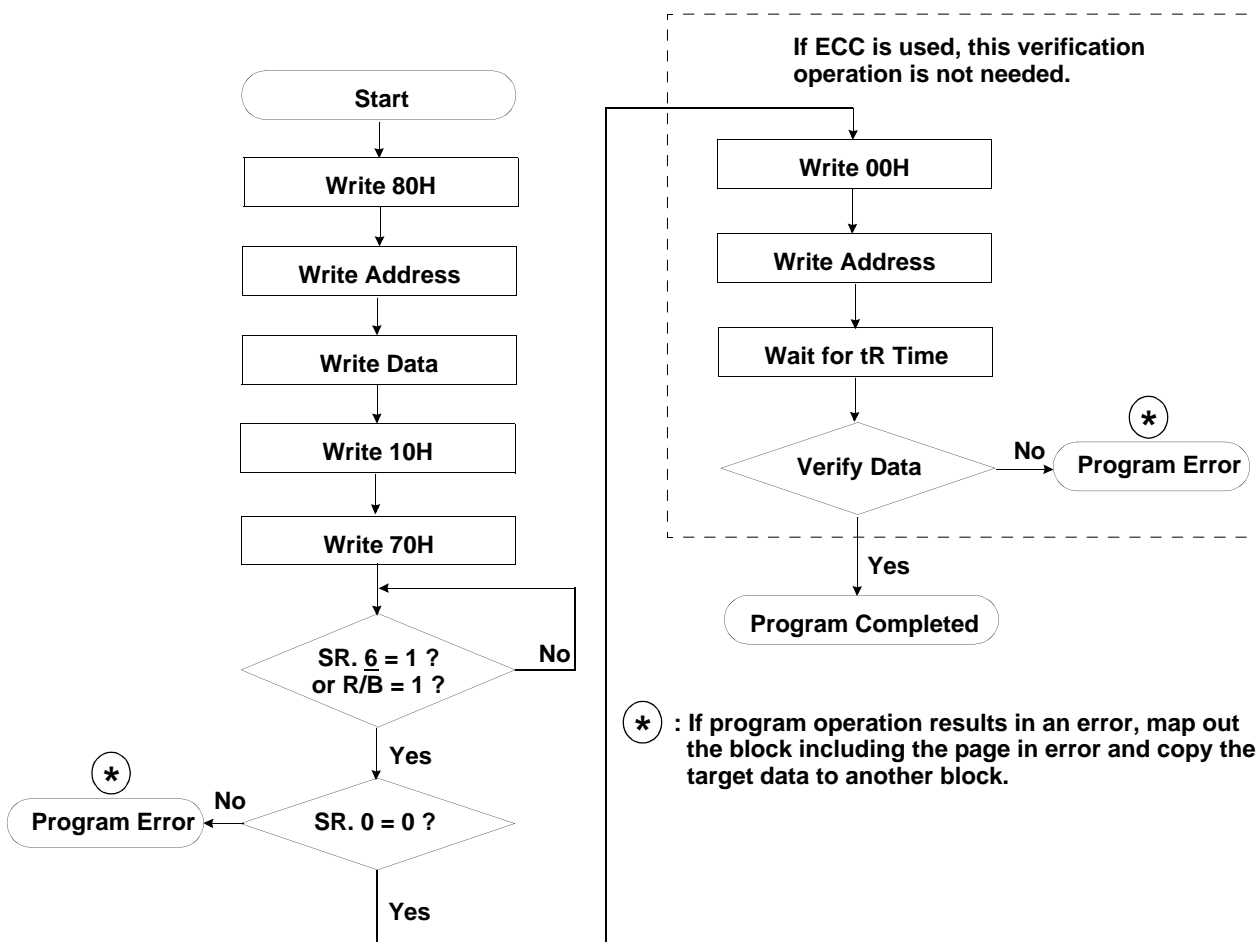 Start
Write 80H
Write Address
Write Data
Write 10H
Write 70H
SR. 6 = 1 ?
or R/B = 1 ?
No
Yes
*
No
Program Error
SR. 0 = 0 ?
Yes
If ECC is used, this verification
operation is not needed.
Write 00H
Write Address
Wait for tR Time
Verify Data
No
*
Program Error
Yes
Program Completed
* : If program operation results in an error, map out
the block including the page in error and copy the
target data to another block.